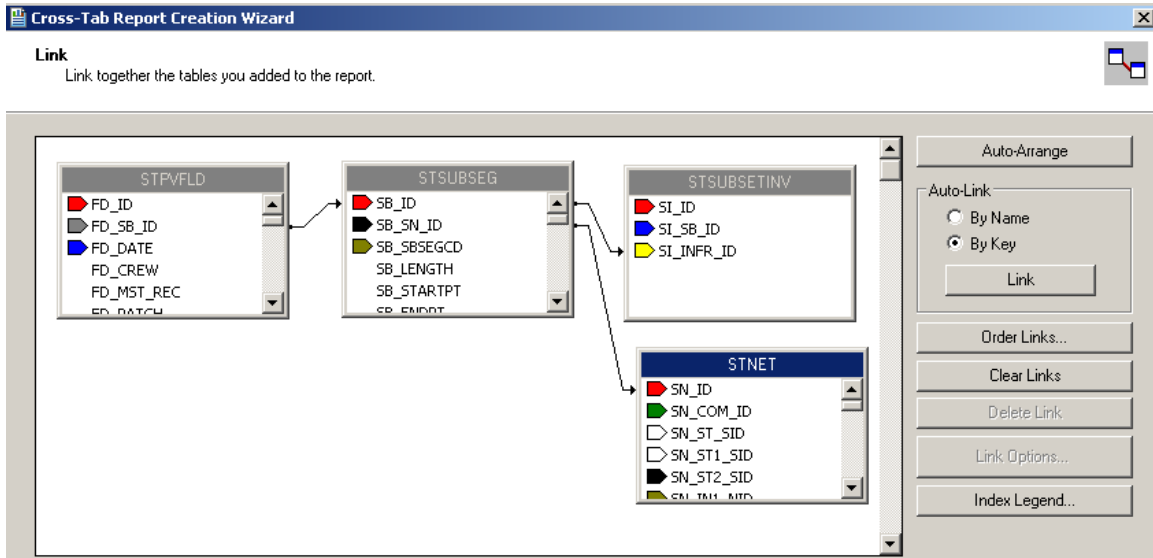 Cross-Tab Report Creation Wizard
Link
Link together the tables you added to the report.
STPVFLD
FD_ID
FD_SB_ID
FD_DATE
FD_CREW
FD_MST_REC
STSUBSEG
SB_ID
SB_SN_ID
SB_SBSEGCD
SB_LENGTH
SB_STARTPT
SB_ENDPT
STSUBSETINV
SI_ID
SI_SB_ID
SI_INFR_ID
STNET
SN_ID
SN_COM_ID
SN_ST_SID
SN_ST1_SID
SN_ST2_SID
SN_IN1_NID
Auto-Arrange
Auto-Link
By Name
By Key
Link
Order Links...
Clear Links
Delete Link
Link Options...
Index Legend...